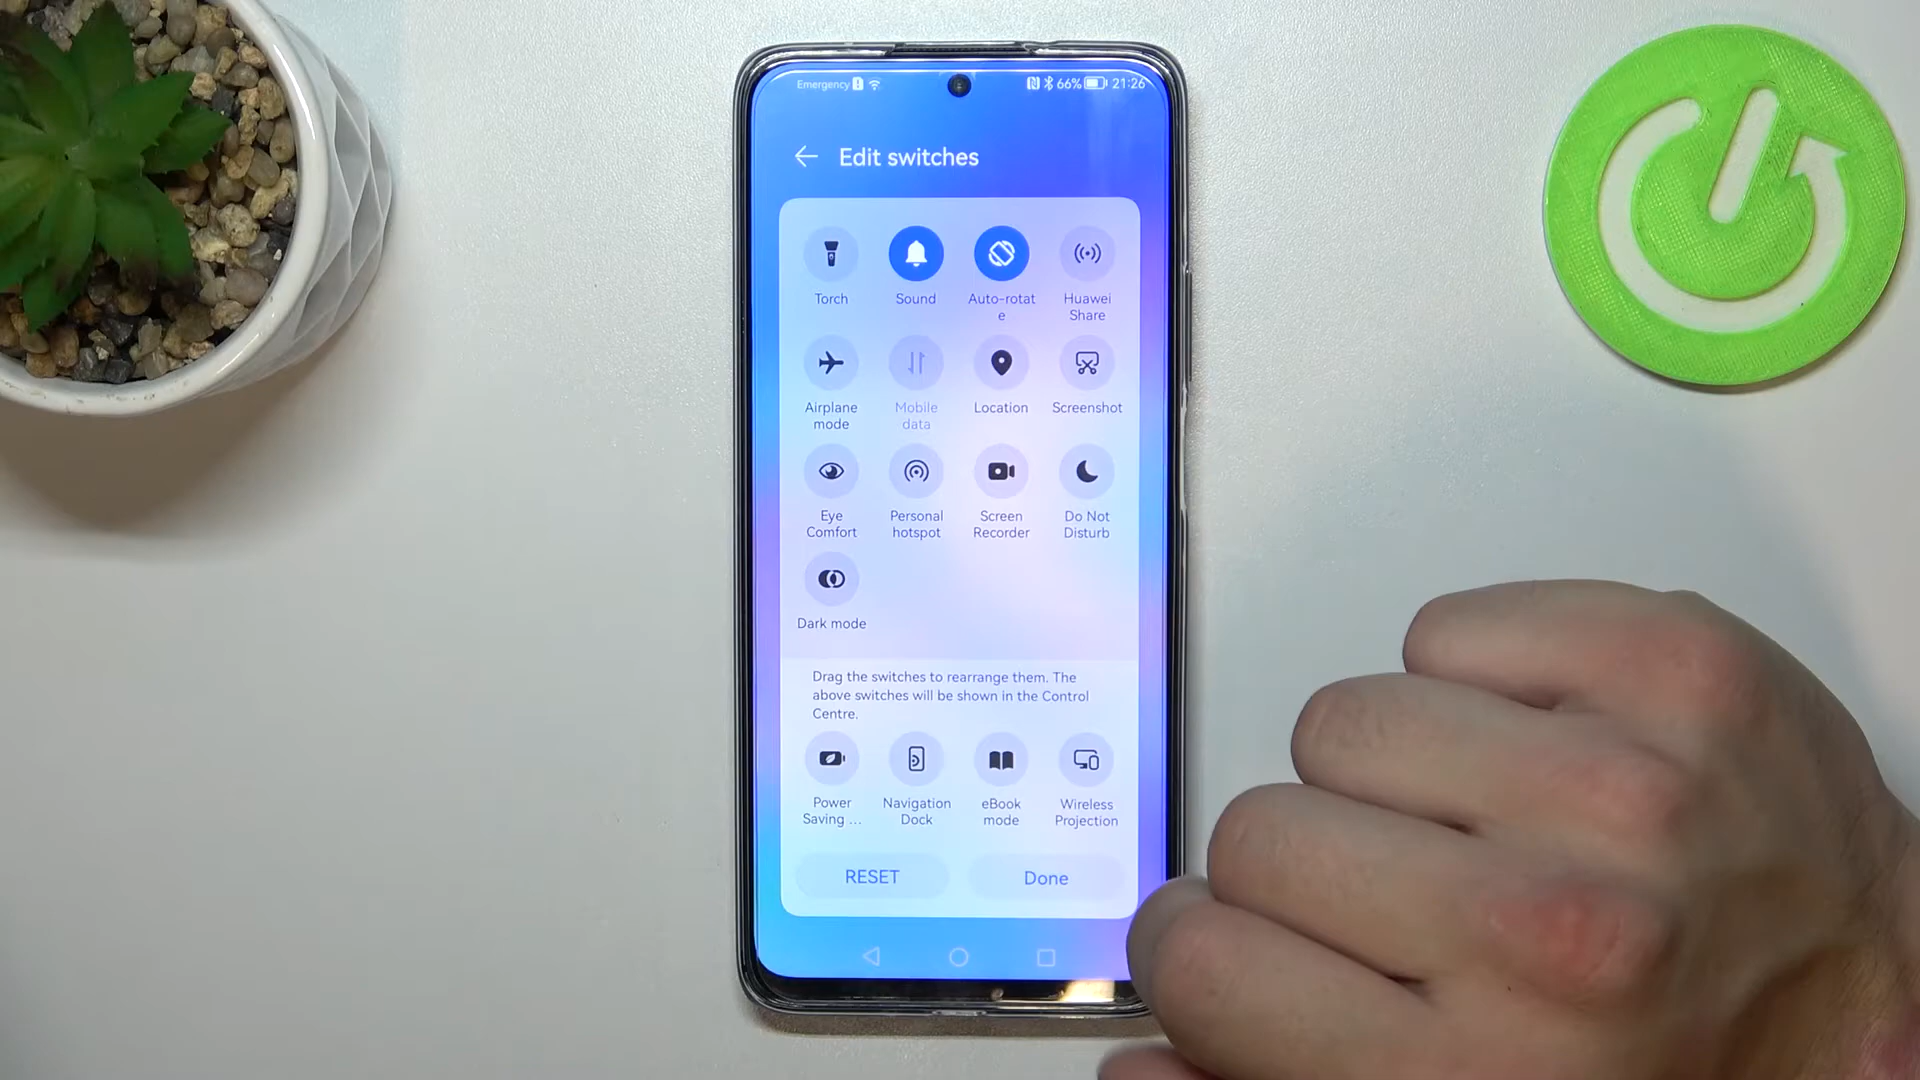 Emergency
66% 21:26
Edit switches
Torch Sound Auto-rotat Huawei
e Share
Airplane Mobile Location Screenshot
mode data
Eye Personal Screen Do Not
Comfort hotspot Recorder Disturb
Dark mode
Drag the switches to rearrange them. The
above switches will be shown in the Control
Centre.
Power Navigation eBook Wireless
Saving ... Dock mode Projection
RESET Done